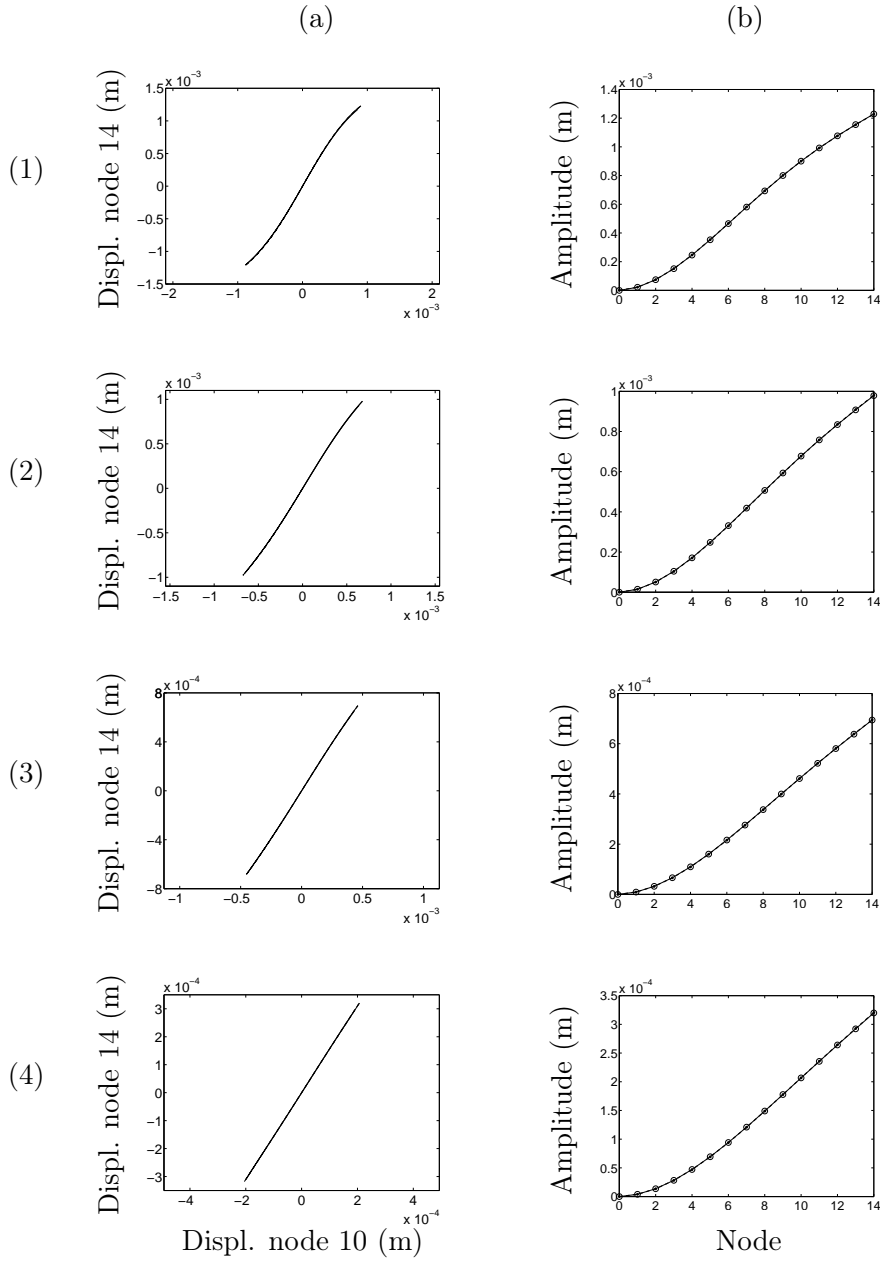 (a) (b)
(1)
Displ. node 14 (m)
x 10⁻³
1.5
1
0.5
0
−0.5
−1
−1.5
−2 −1 0 1 2
x 10⁻³
Amplitude (m)
x 10⁻³
1.4
1.2
1
0.8
0.6
0.4
0.2
0
0 2 4 6 8 10 12 14
(2)
Displ. node 14 (m)
x 10⁻³
1
0.5
0
−0.5
−1
−1.5 −1 −0.5 0 0.5 1 1.5
x 10⁻³
Amplitude (m)
x 10⁻³
1
0.8
0.6
0.4
0.2
0
0 2 4 6 8 10 12 14
(3)
Displ. node 14 (m)
x 10⁻⁴
8
4
0
−4
−8
−1 −0.5 0 0.5 1
x 10⁻³
Amplitude (m)
x 10⁻⁴
8
6
4
2
0
0 2 4 6 8 10 12 14
(4)
Displ. node 14 (m)
x 10⁻⁴
3
2
1
0
−1
−2
−3
−4 −2 0 2 4
x 10⁻⁴
Displ. node 10 (m)
Amplitude (m)
x 10⁻⁴
3.5
3
2.5
2
1.5
1
0.5
0
0 2 4 6 8 10 12 14
Node